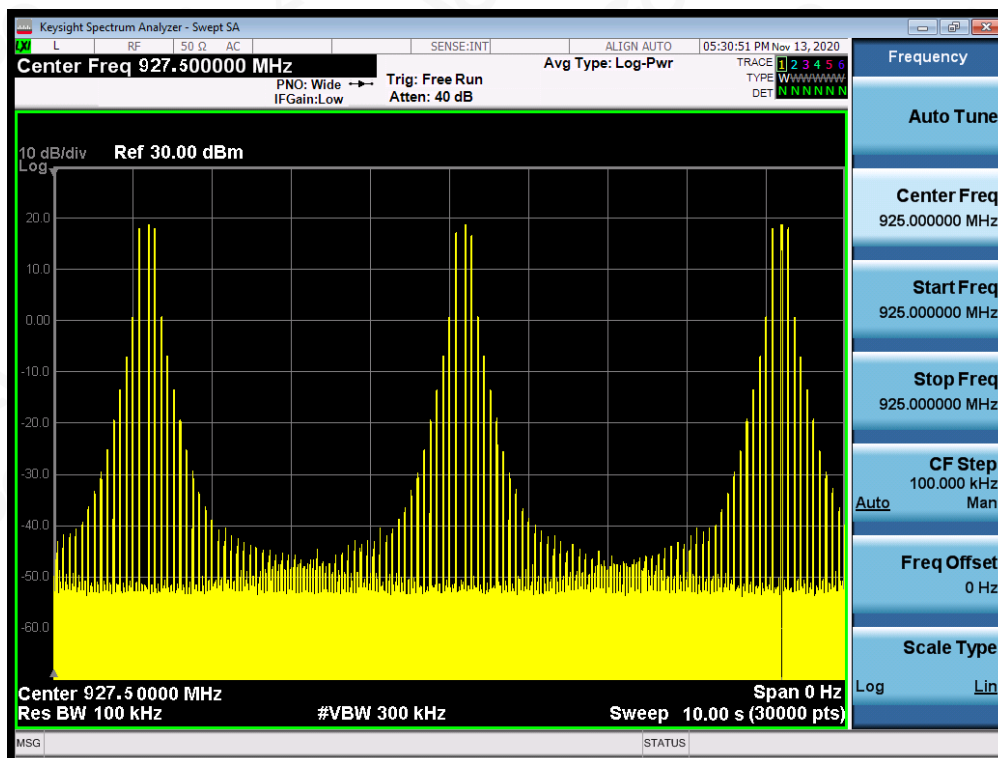 Keysight Spectrum Analyzer - Swept SA
LXI L RF 50 Ω AC SENSE:INT ALIGN AUTO 05:30:51 PM Nov 13, 2020
Center Freq 927.500000 MHz
PNO: Wide
IFGain:Low
Trig: Free Run
Atten: 40 dB
Avg Type: Log-Pwr
TRACE 1 2 3 4 5 6
TYPE WWWWWW
DET N N N N N N
10 dB/div Ref 30.00 dBm
Log
20.0
10.0
0.00
-10.0
-20.0
-30.0
-40.0
-50.0
-60.0
Center 927.50000 MHz Span 0 Hz
Res BW 100 kHz #VBW 300 kHz Sweep 10.00 s (30000 pts)
MSG STATUS
Frequency
Auto Tune
Center Freq
925.000000 MHz
Start Freq
925.000000 MHz
Stop Freq
925.000000 MHz
CF Step
100.000 kHz
Auto Man
Freq Offset
0 Hz
Scale Type
Log Lin